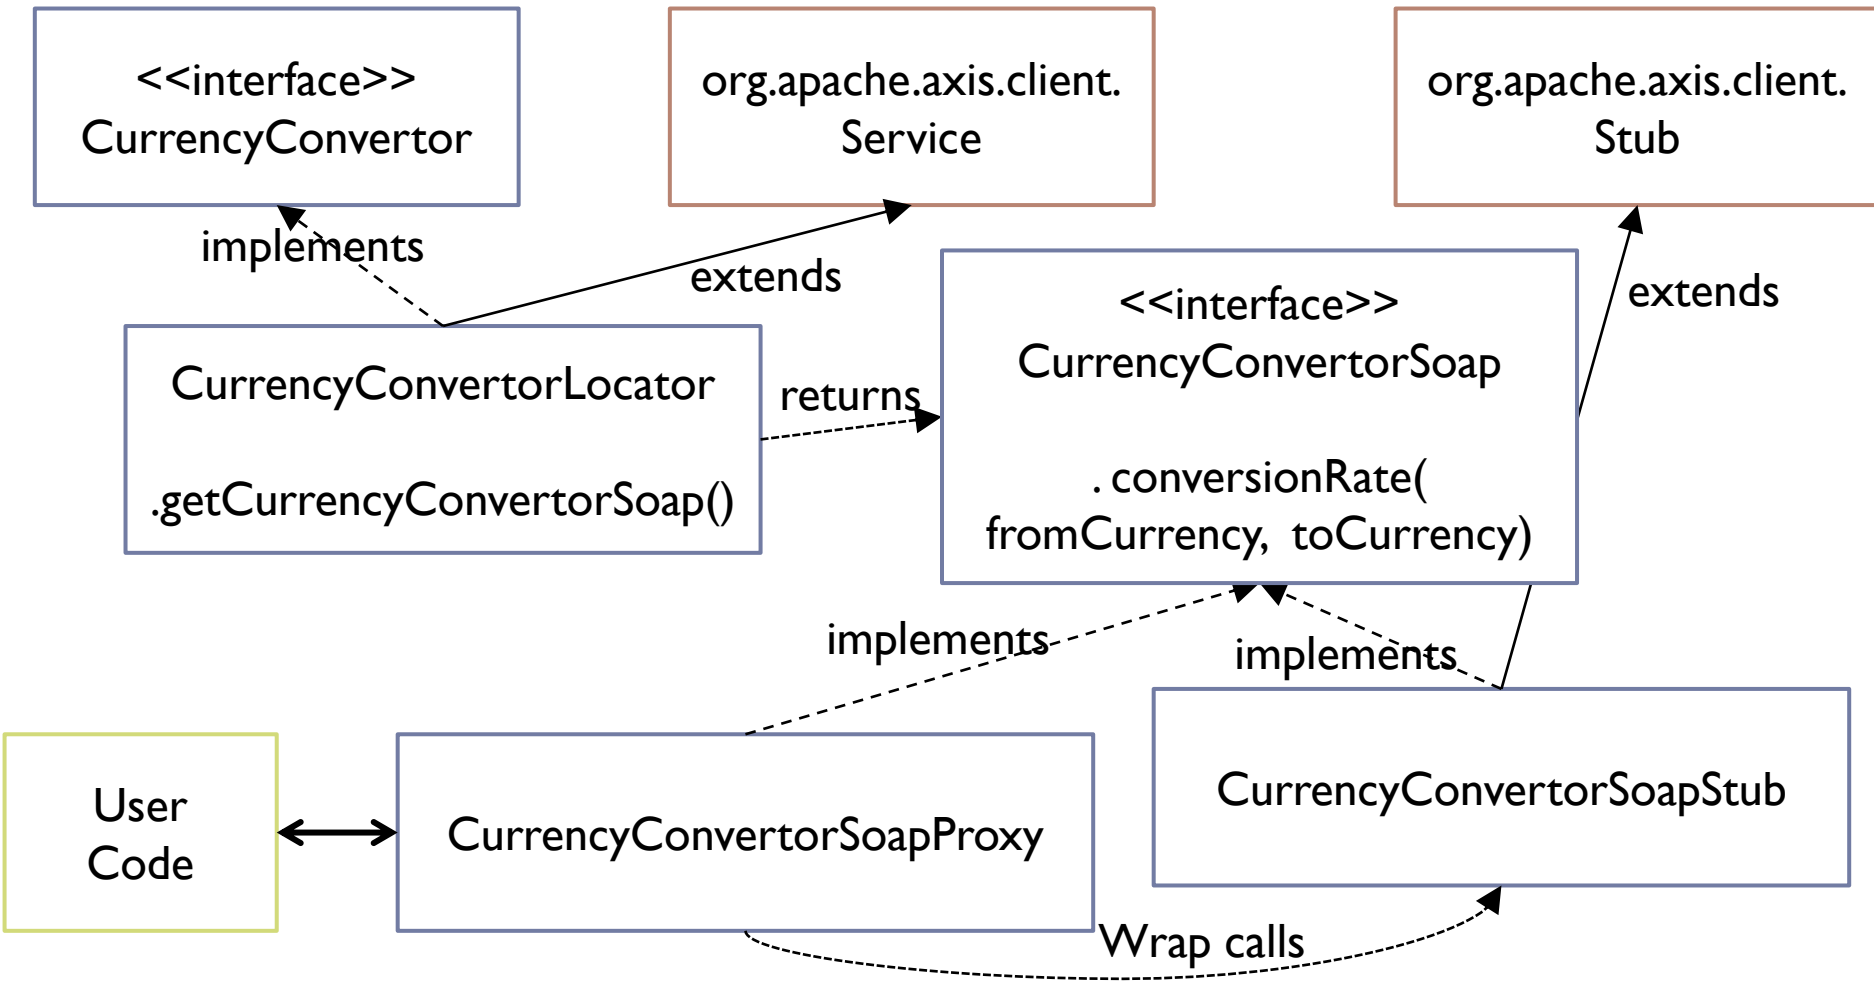 <<interface>>
CurrencyConvertor
org.apache.axis.client.
Service
org.apache.axis.client.
Stub
implements
extends
extends
<<interface>>
CurrencyConvertorSoap
. conversionRate(
fromCurrency, toCurrency)
CurrencyConvertorLocator
.getCurrencyConvertorSoap()
returns
implements
implements
User
Code
CurrencyConvertorSoapProxy
CurrencyConvertorSoapStub
Wrap calls